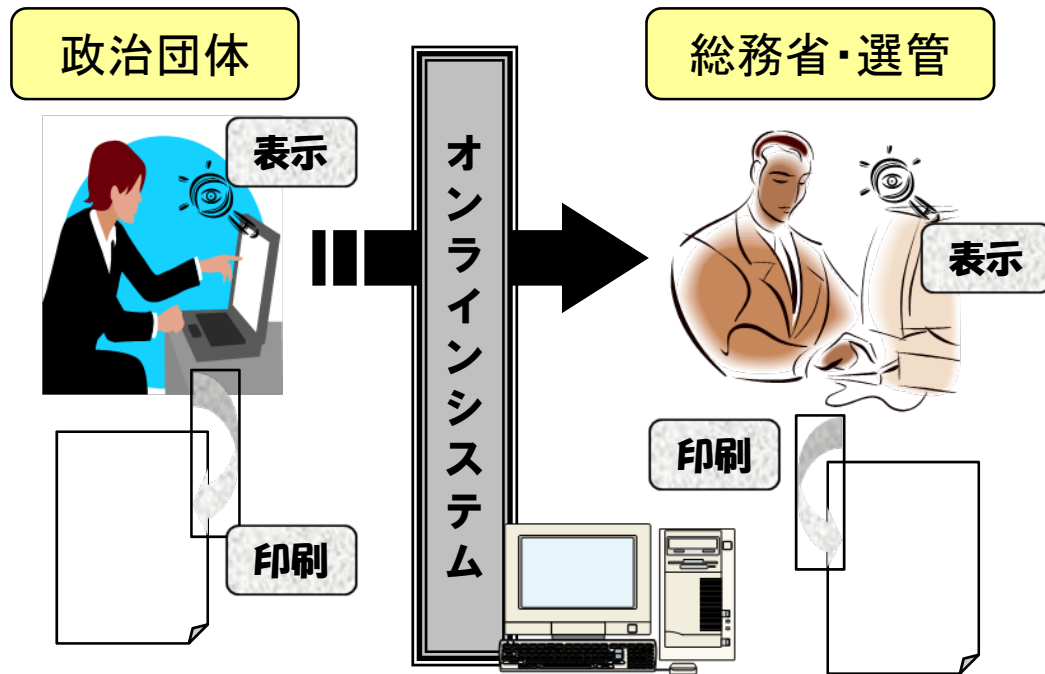 政治団体
総務省・選管
表示
オンラインシステム
表示
印刷
印刷